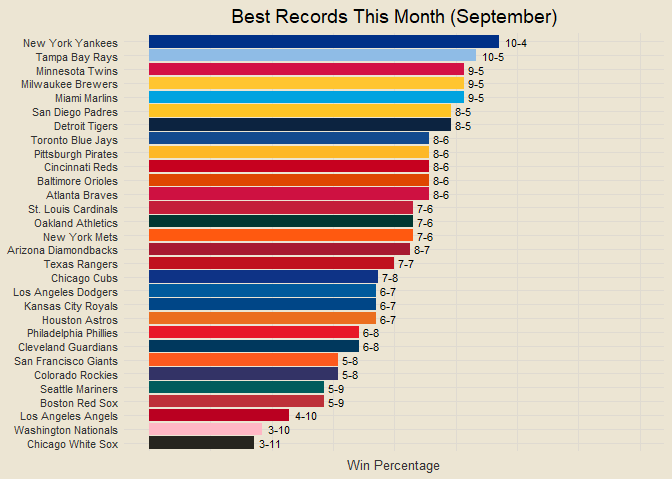 Best Records This Month (September)
New York Yankees 10-4
Tampa Bay Rays 10-5
Minnesota Twins 9-5
Milwaukee Brewers 9-5
Miami Marlins 9-5
San Diego Padres 8-5
Detroit Tigers 8-5
Toronto Blue Jays 8-6
Pittsburgh Pirates 8-6
Cincinnati Reds 8-6
Baltimore Orioles 8-6
Atlanta Braves 8-6
St. Louis Cardinals 7-6
Oakland Athletics 7-6
New York Mets 7-6
Arizona Diamondbacks 8-7
Texas Rangers 7-7
Chicago Cubs 7-8
Los Angeles Dodgers 6-7
Kansas City Royals 6-7
Houston Astros 6-7
Philadelphia Phillies 6-8
Cleveland Guardians 6-8
San Francisco Giants 5-8
Colorado Rockies 5-8
Seattle Mariners 5-9
Boston Red Sox 5-9
Los Angeles Angels 4-10
Washington Nationals 3-10
Chicago White Sox 3-11
Win Percentage